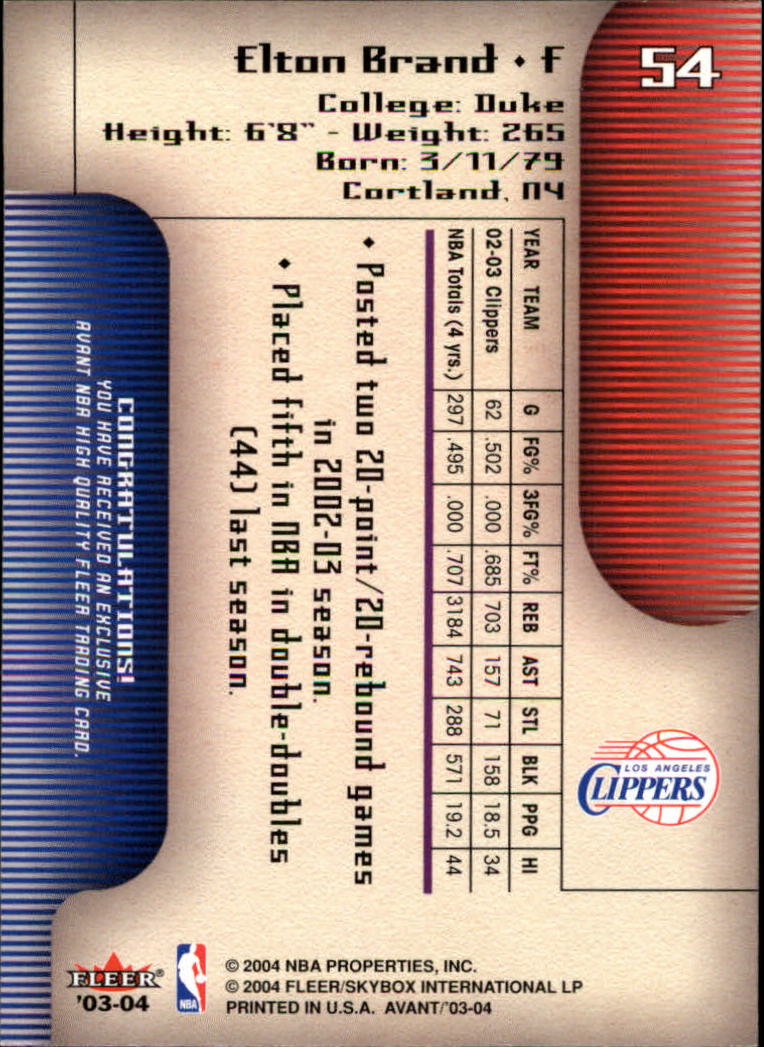 54
Elton Brand • F
College: Duke
Height: 6'8" - Weight: 265
Born: 3/11/79
Cortland, NY
YEAR TEAM G FG% 3FG% FT% REB AST STL BLK PPG HI
02-03 Clippers 62 .502 .000 .685 703 157 71 158 18.5 34
NBA Totals (4 yrs.) 297 .495 .000 .707 3184 743 288 571 19.2 44
♦ Posted two 20-point/20-rebound games
in 2002-03 season.
♦ Placed fifth in NBA in double-doubles
(44) last season.
CONGRATULATIONS!
YOU HAVE RECEIVED AN EXCLUSIVE
AVANT NBA HIGH QUALITY FLEER TRADING CARD.
LOS ANGELES
CLIPPERS
FLEER®
'03-04
NBA
© 2004 NBA PROPERTIES, INC.
© 2004 FLEER/SKYBOX INTERNATIONAL LP
PRINTED IN U.S.A. AVANT/'03-04